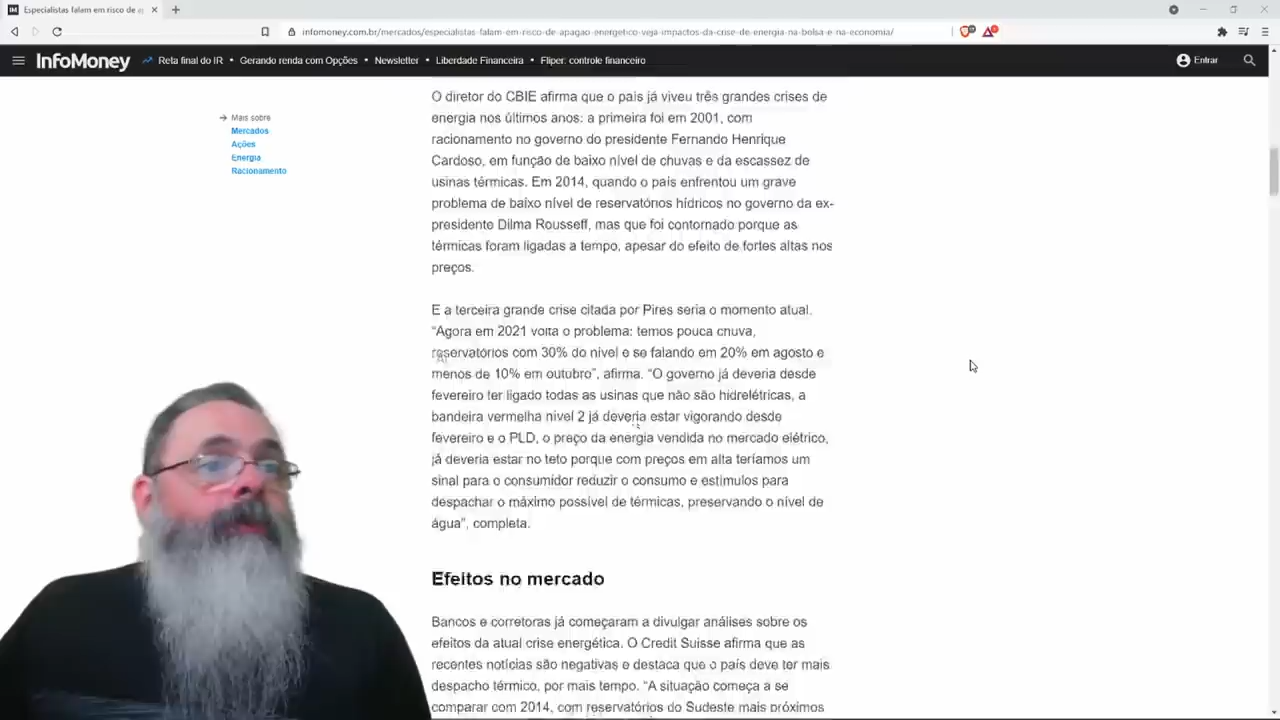 Especialistas falam em risco de a
infomoney.com.br/mercados/especialistas-falam-em-risco-de-apagao-energetico-veja-impactos-da-crise-de-energia-na-bolsa-e-na-economia/
InfoMoney
Reta final do IR • Gerando renda com Opções • Newsletter • Liberdade Financeira • Fliper: controle financeiro
Entrar
→ Mais sobre
Mercados
Ações
Energia
Racionamento
O diretor do CBIE afirma que o país já viveu três grandes crises de
energia nos últimos anos: a primeira foi em 2001, com
racionamento no governo do presidente Fernando Henrique
Cardoso, em função de baixo nível de chuvas e da escassez de
usinas térmicas. Em 2014, quando o país enfrentou um grave
problema de baixo nível de reservatórios hídricos no governo da ex-
presidente Dilma Rousseff, mas que foi contornado porque as
térmicas foram ligadas a tempo, apesar do efeito de fortes altas nos
preços.
E a terceira grande crise citada por Pires seria o momento atual.
“Agora em 2021 volta o problema: temos pouca chuva,
reservatórios com 30% do nível e se falando em 20% em agosto e
menos de 10% em outubro”, afirma. “O governo já deveria desde
fevereiro ter ligado todas as usinas que não são hidrelétricas, a
bandeira vermelha nível 2 já deveria estar vigorando desde
fevereiro e o PLD, o preço da energia vendida no mercado elétrico,
já deveria estar no teto porque com preços em alta teríamos um
sinal para o consumidor reduzir o consumo e estímulos para
despachar o máximo possível de térmicas, preservando o nível de
água”, completa.
Efeitos no mercado
Bancos e corretoras já começaram a divulgar análises sobre os
efeitos da atual crise energética. O Credit Suisse afirma que as
recentes notícias são negativas e destaca que o país deve ter mais
despacho térmico, por mais tempo. “A situação começa a se
comparar com 2014, com reservatórios do Sudeste mais próximos